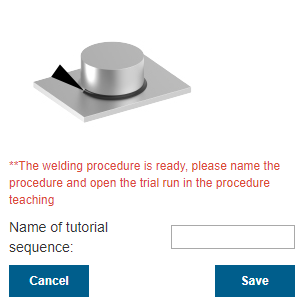 **The welding procedure is ready, please name the
procedure and open the trial run in the procedure
teaching
Name of tutorial
sequence:
Cancel
Save